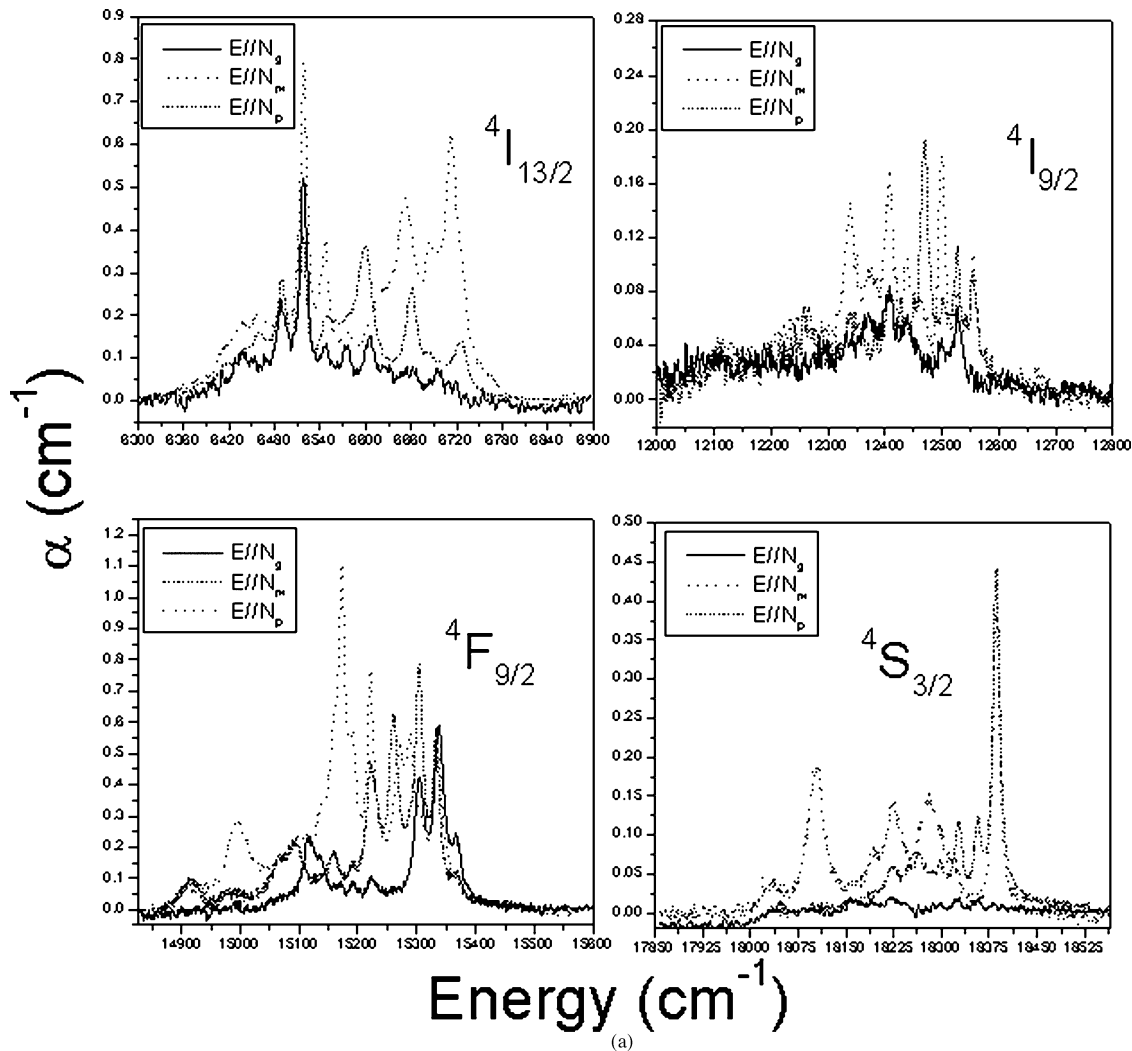 0.9
0.8
0.7
0.6
0.5
0.4
0.3
0.2
0.1
0.0
E//Ng
E//Nm
E//Np
4I13/2
6300 6360 6420 6480 6540 6600 6660 6720 6780 6840 6900
0.28
0.24
0.20
0.16
0.12
0.08
0.04
0.00
E//Ng
E//Nm
E//Np
4I9/2
12000 12100 12200 12300 12400 12500 12600 12700 12800
α (cm-1)
1.2
1.1
1.0
0.9
0.8
0.7
0.6
0.5
0.4
0.3
0.2
0.1
0.0
E//Ng
E//Nm
E//Np
4F9/2
14900 15000 15100 15200 15300 15400 15500 15600
0.50
0.45
0.40
0.35
0.30
0.25
0.20
0.15
0.10
0.05
0.00
E//Ng
E//Nm
E//Np
4S3/2
17850 17925 18000 18075 18150 18225 18300 18375 18450 18525
Energy (cm-1)
(a)